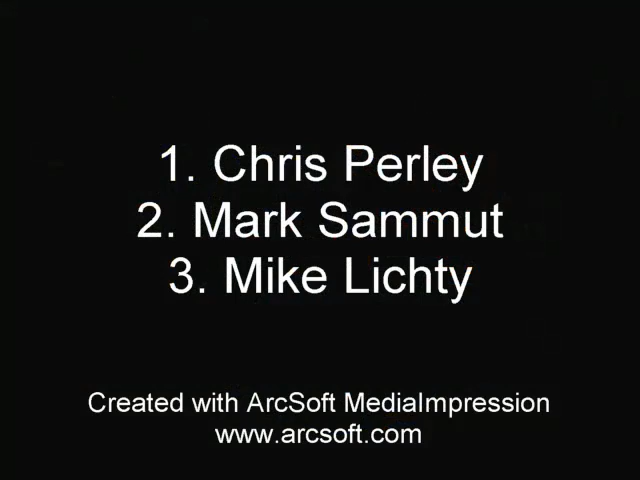 1. Chris Perley
2. Mark Sammut
3. Mike Lichty
Created with ArcSoft MediaImpression
www.arcsoft.com